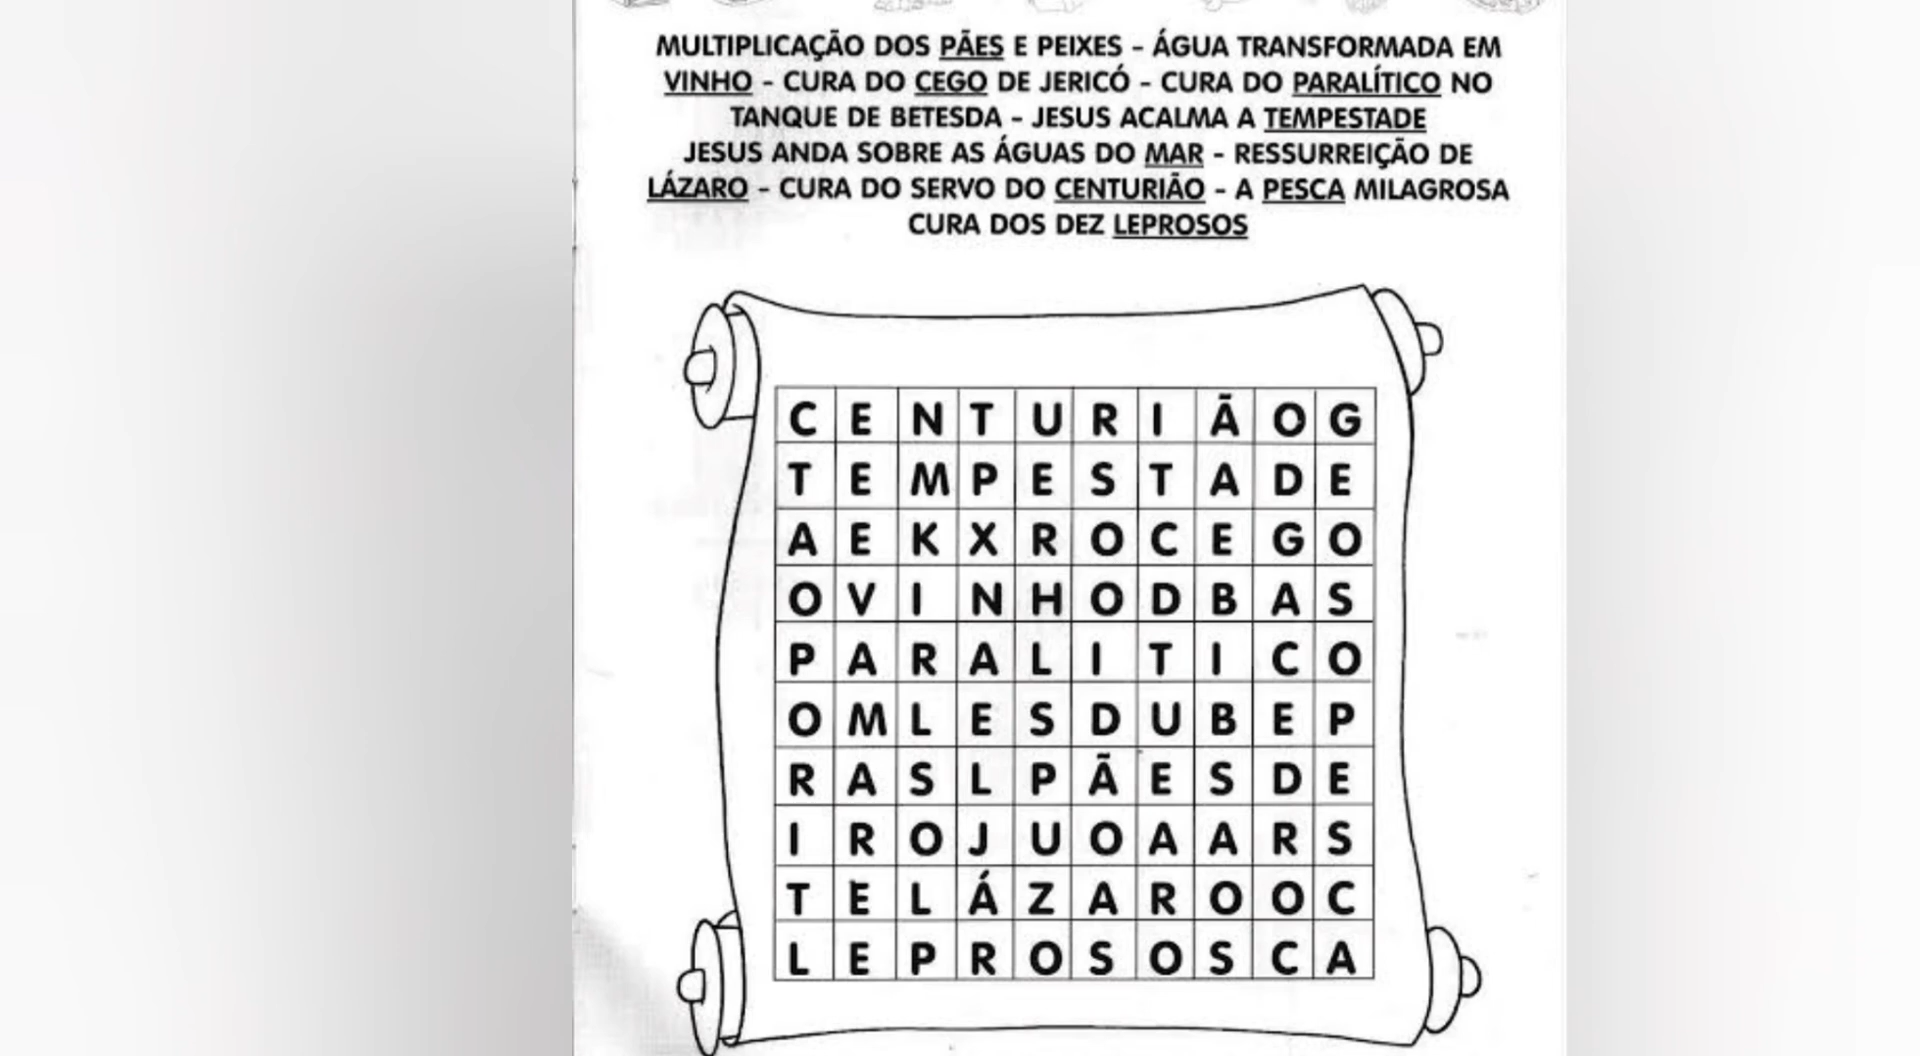 MULTIPLICAÇÃO DOS PÃES E PEIXES - ÁGUA TRANSFORMADA EM
VINHO - CURA DO CEGO DE JERICÓ - CURA DO PARALÍTICO NO
TANQUE DE BETESDA - JESUS ACALMA A TEMPESTADE
JESUS ANDA SOBRE AS ÁGUAS DO MAR - RESSURREIÇÃO DE
LÁZARO - CURA DO SERVO DO CENTURIÃO - A PESCA MILAGROSA
CURA DOS DEZ LEPROSOS
C E N T U R I Ã O G
T E M P E S T A D E
A E K X R O C E G O
O V I N H O D B A S
P A R A L I T I C O
O M L E S D U B E P
R A S L P Ã E S D E
I R O J U O A A R S
T E L Á Z A R O O C
L E P R O S O S C A